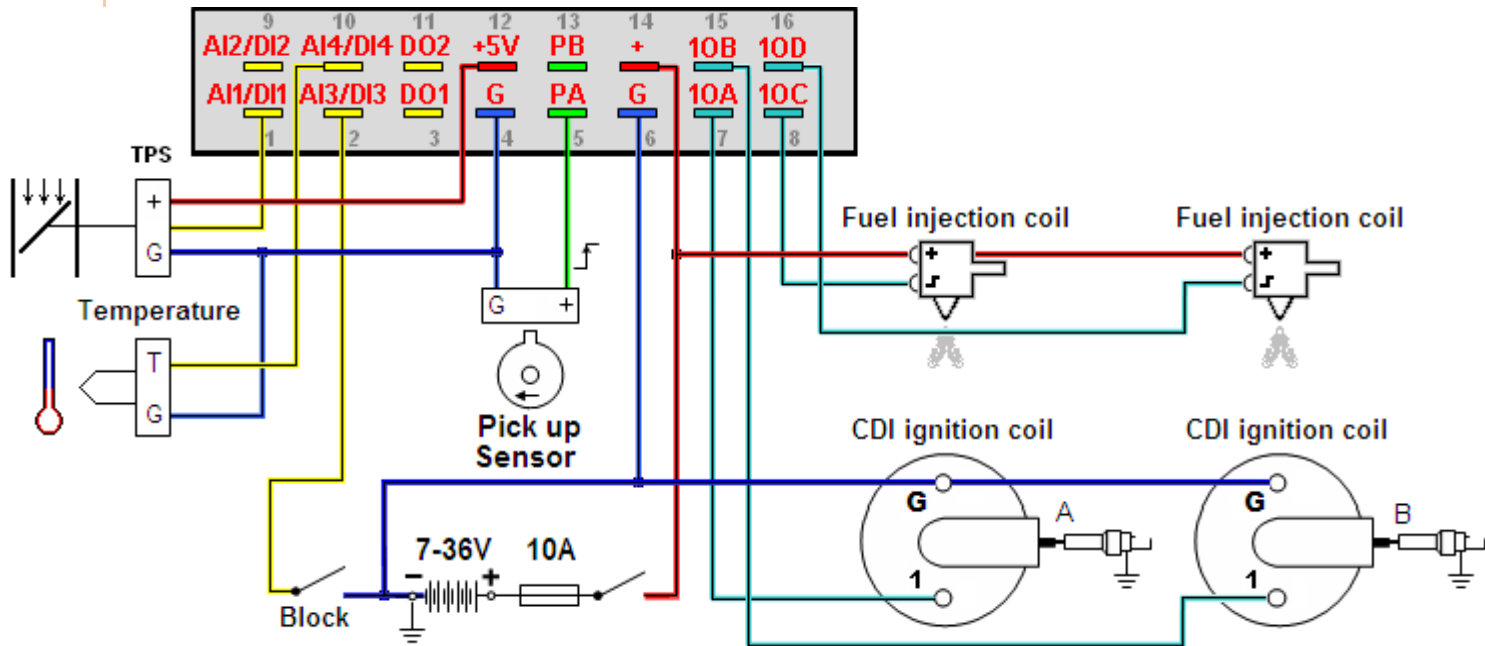 9 10 11 12 13 14 15 16
AI2/DI2 AI4/DI4 DO2 +5V PB + 1OB 1OD
AI1/DI1 AI3/DI3 DO1 G PA G 1OA 1OC
1 2 3 4 5 6 7 8
TPS
+
G
Fuel injection coil Fuel injection coil
+ +
G +
Temperature
T
G
Pick up
Sensor
CDI ignition coil CDI ignition coil
G G
A B
7-36V 10A
- +
1 1
Block